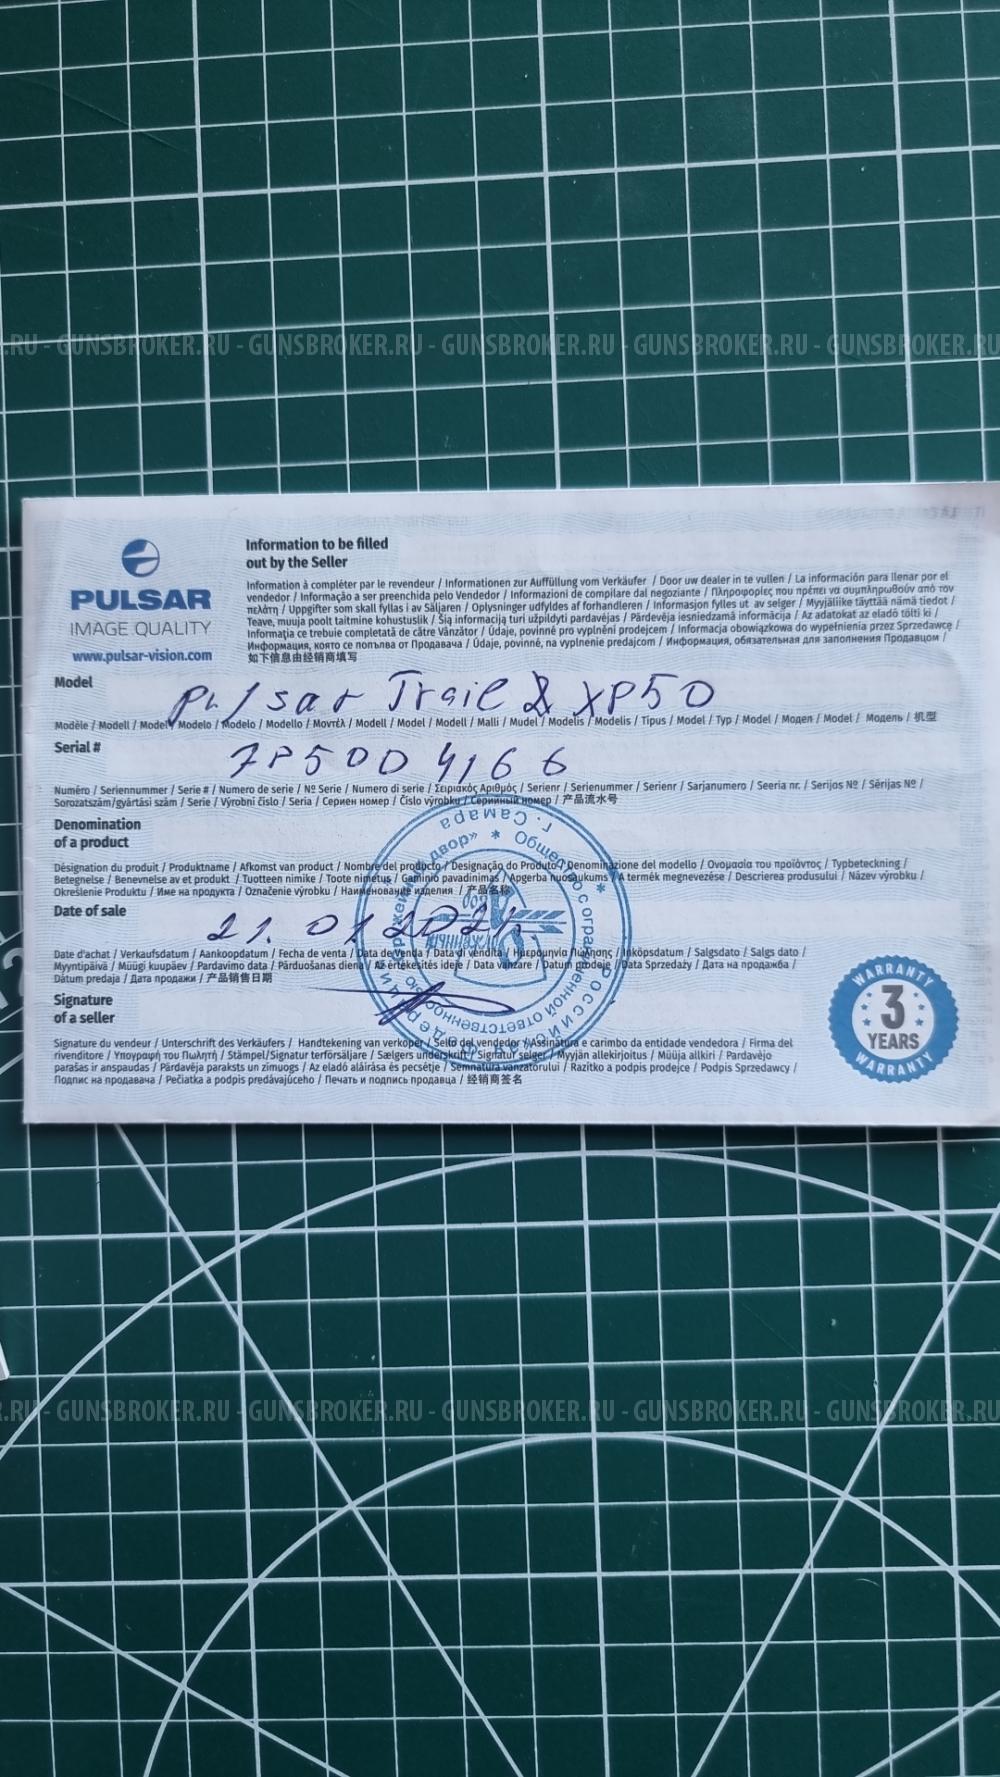 .RU - GUNSBROKER.RU - GUNSBROKER.RU - GUNSBROKER.RU - GUNSBROKER.RU - GUNSBROKER.RU
PULSAR
IMAGE QUALITY
www.pulsar-vision.com
Information to be filled
out by the Seller
Information à compléter par le revendeur / Informationen zur Auffüllung vom Verkäufer / Door uw dealer in te vullen / La información para llenar por el
vendedor / Informação a ser preenchida pelo Vendedor / Informazioni di compilare dal negoziante / Πληροφορίες που πρέπει να συμπληρωθούν από τον
πελάτη / Uppgifter som skall fyllas i av Säljaren / Oplysninger udfyldes af forhandleren / Informasjon fylles ut av selger / Myyjäliike täyttää nämä tiedot /
Teave, muuja poolt taitmine kohustuslik / Šią informaciją turi užpildyti pardavėjas / Pārdevēja iesniedzamā informācija / Az adatokat az eladó tölti ki /
Informaţia ce trebuie completată de către Vânzător / Údaje, povinné pro vyplnění prodejcem / Informacja obowiązkowa do wypełnienia przez Sprzedawcę /
Информация, която се попълва от Продавача / Údaje, povinné, na vyplnenie predajcom / Информация, обязательная для заполнения Продавцом /
如下信息由经销商填写
Model
Pulsar Trail 2 XP50
Modèle / Modell / Model / Modelo / Modelo / Modello / Μοντέλ / Modell / Model / Modell / Malli / Mudel / Modelis / Modelis / Típus / Model / Typ / Model / Модел / Model / Модель / 机型
Serial #
7P50D4166
Numéro / Seriennummer / Serie # / Numero de serie / Nº Serie / Numero di serie / Σειριακός Αριθμός / Serienr / Serienummer / Serienr / Sarjanumero / Seeria nr. / Serijos Nº / Sērijas Nº /
Sorozatszám/gyártási szám / Serie / Výrobní číslo / Seria / Сериен номер / Číslo výrobku / Серийный номер / 产品流水号
Denomination
of a product
Désignation du produit / Produktname / Afkomst van product / Nombre del producto / Designação do Produto / Denominazione del modello / Ονομασία του προϊόντος / Typbeteckning /
Betegnelse / Benevnelse av et produkt / Tuotteen nimike / Toote nimetus / Gaminio pavadinimas / Apgerba nuosaukums / A termék megnevezése / Descrierea produsului / Název výrobku /
Określenie Produktu / Име на продукта / Označenie výrobku / Наименование изделия / 产品名称
Date of sale
21. 01 2021г.
Date d'achat / Verkaufsdatum / Aankoopdatum / Fecha de venta / Data de venda / Data di vendita / Ημερομηνία Πώλησης / Inköpsdatum / Salgsdato / Salgs dato /
Myyntipäivä / Müügi kuupäev / Pardavimo data / Pārdošanas diena / Az értékesítés ideje / Data vanzare / Datum prodeje / Data Sprzedaży / Дата на продажба /
Dátum predaja / Дата продажи / 产品销售日期
Signature
of a seller
Signature du vendeur / Unterschrift des Verkäufers / Handtekening van verkoper / Sello del vendedor / Assinatura e carimbo da entidade vendedora / Firma del
rivenditore / Υπογραφή του Πωλητή / Stämpel/Signatur terförsäljare / Sælgers underskrift / Signatur selger / Myyjän allekirjoitus / Müüja allkiri / Pardavėjo
parašas ir anspaudas / Pārdevēja paraksts un zīmuogs / Az eladó aláírása és pecsétje / Semnătura vanzatorului / Razítko a podpis prodejce / Podpis Sprzedawcy /
Подпис на продавача / Pečiatka a podpis predávajúceho / Печать и подпись продавца / 经销商签名
г. Самара
Общество с ограниченной ответственностью
WARRANTY
3
YEARS
WARRANTY
.RU - GUNSBROKER.RU - GUNSBROKER.RU - GUNSBROKER.RU - GUNSBROKER.RU - GUNSBROKER.RU